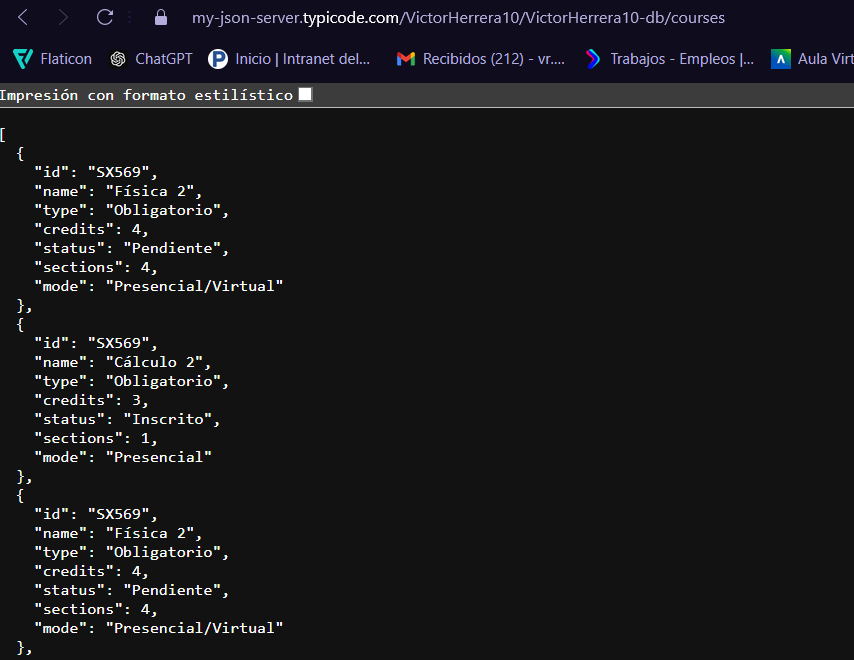 my-json-server.typicode.com/VictorHerrera10/VictorHerrera10-db/courses
Flaticon ChatGPT P Inicio | Intranet del... Recibidos (212) - vr.... Trabajos - Empleos |... Aula Virt
Impresión con formato estilístico
[
  {
    "id": "SX569",
    "name": "Física 2",
    "type": "Obligatorio",
    "credits": 4,
    "status": "Pendiente",
    "sections": 4,
    "mode": "Presencial/Virtual"
  },
  {
    "id": "SX569",
    "name": "Cálculo 2",
    "type": "Obligatorio",
    "credits": 3,
    "status": "Inscrito",
    "sections": 1,
    "mode": "Presencial"
  },
  {
    "id": "SX569",
    "name": "Física 2",
    "type": "Obligatorio",
    "credits": 4,
    "status": "Pendiente",
    "sections": 4,
    "mode": "Presencial/Virtual"
  },